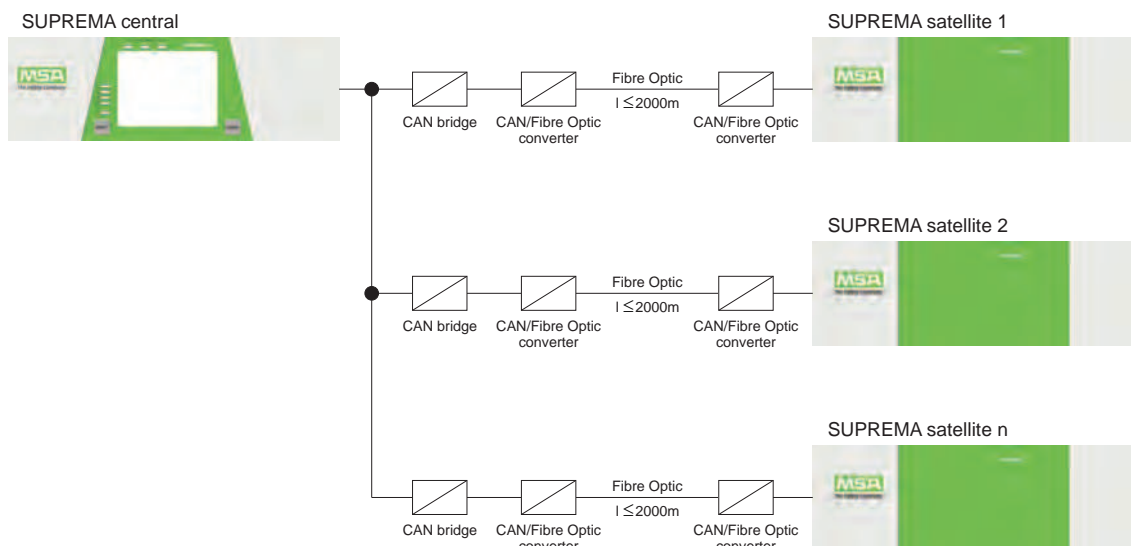 SUPREMA central
SUPREMA satellite 1
MSA
MSA
Fibre Optic
l ≤2000m
CAN bridge
CAN/Fibre Optic
converter
CAN/Fibre Optic
converter
SUPREMA satellite 2
MSA
Fibre Optic
l ≤2000m
CAN bridge
CAN/Fibre Optic
converter
CAN/Fibre Optic
converter
SUPREMA satellite n
MSA
Fibre Optic
l ≤2000m
CAN bridge
CAN/Fibre Optic
converter
CAN/Fibre Optic
converter